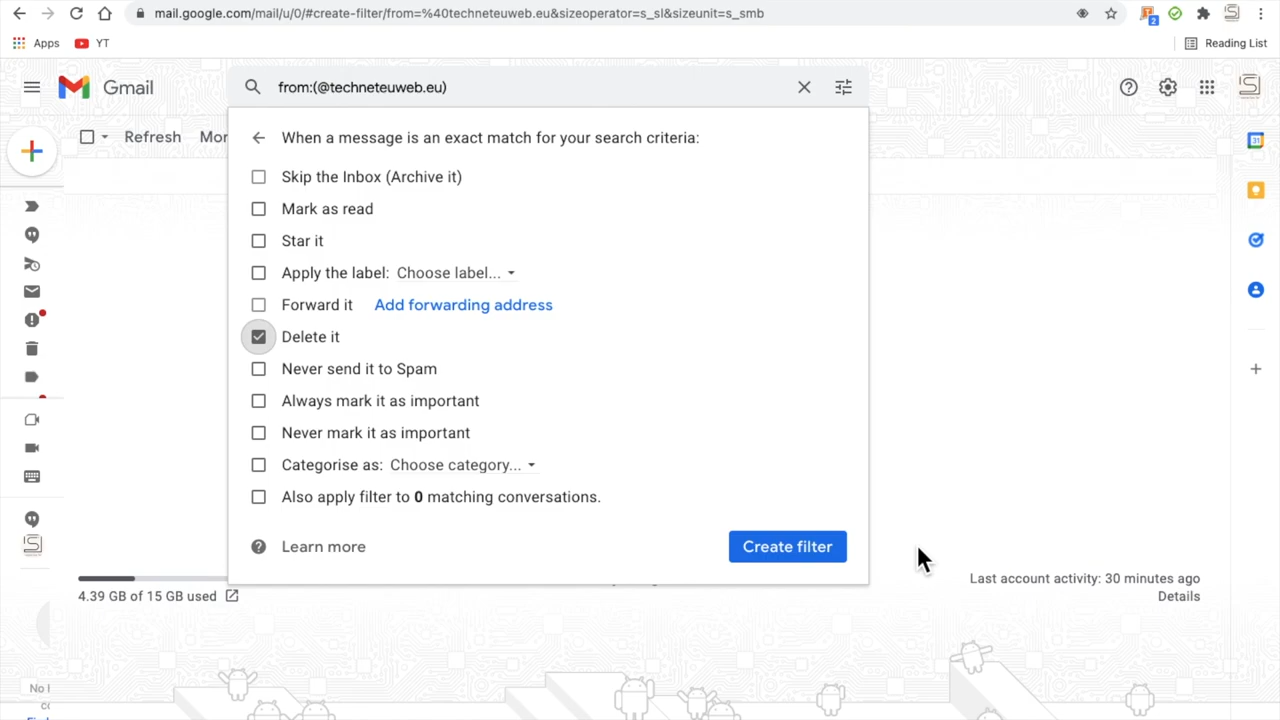 mail.google.com/mail/u/0/#create-filter/from=%40techneteuweb.eu&sizeoperator=s_sl&sizeunit=s_smb
2
Apps YT Reading List
Gmail from:(@techneteuweb.eu)
Refresh Mor
31
When a message is an exact match for your search criteria:
Skip the Inbox (Archive it)
Mark as read
Star it
Apply the label: Choose label...
Forward it Add forwarding address
Delete it
Never send it to Spam
Always mark it as important
Never mark it as important
Categorise as: Choose category...
Also apply filter to 0 matching conversations.
Learn more Create filter
4.39 GB of 15 GB used
Last account activity: 30 minutes ago
Details
No